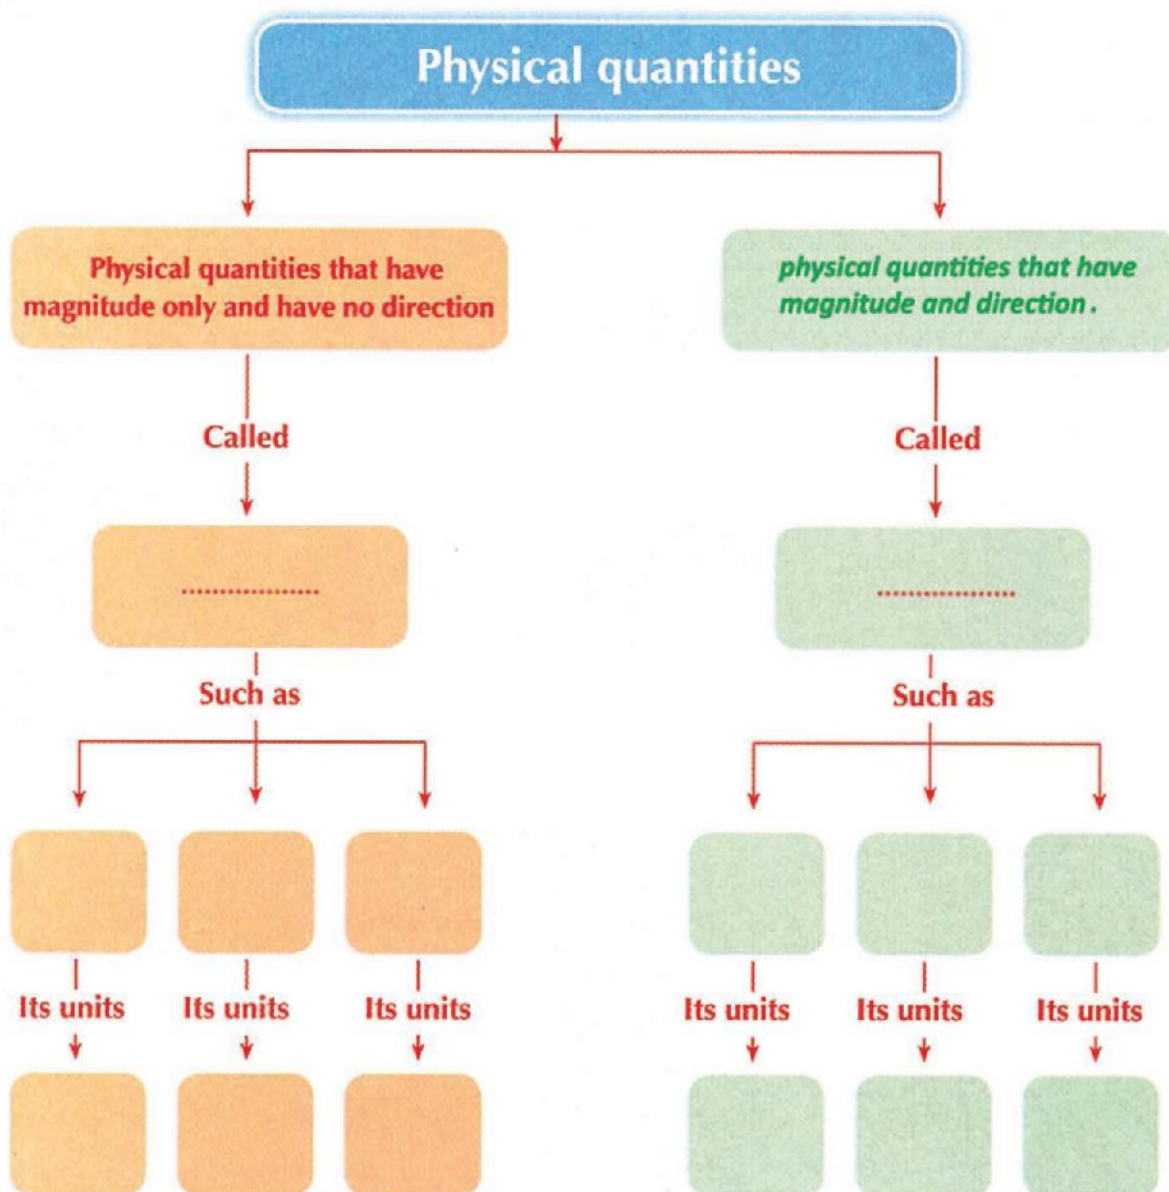 Physical quantities
Physical quantities that have
magnitude only and have no direction
physical quantities that have
magnitude and direction .
Called
Called
..................
..................
Such as
Such as
Its units
Its units
Its units
Its units
Its units
Its units